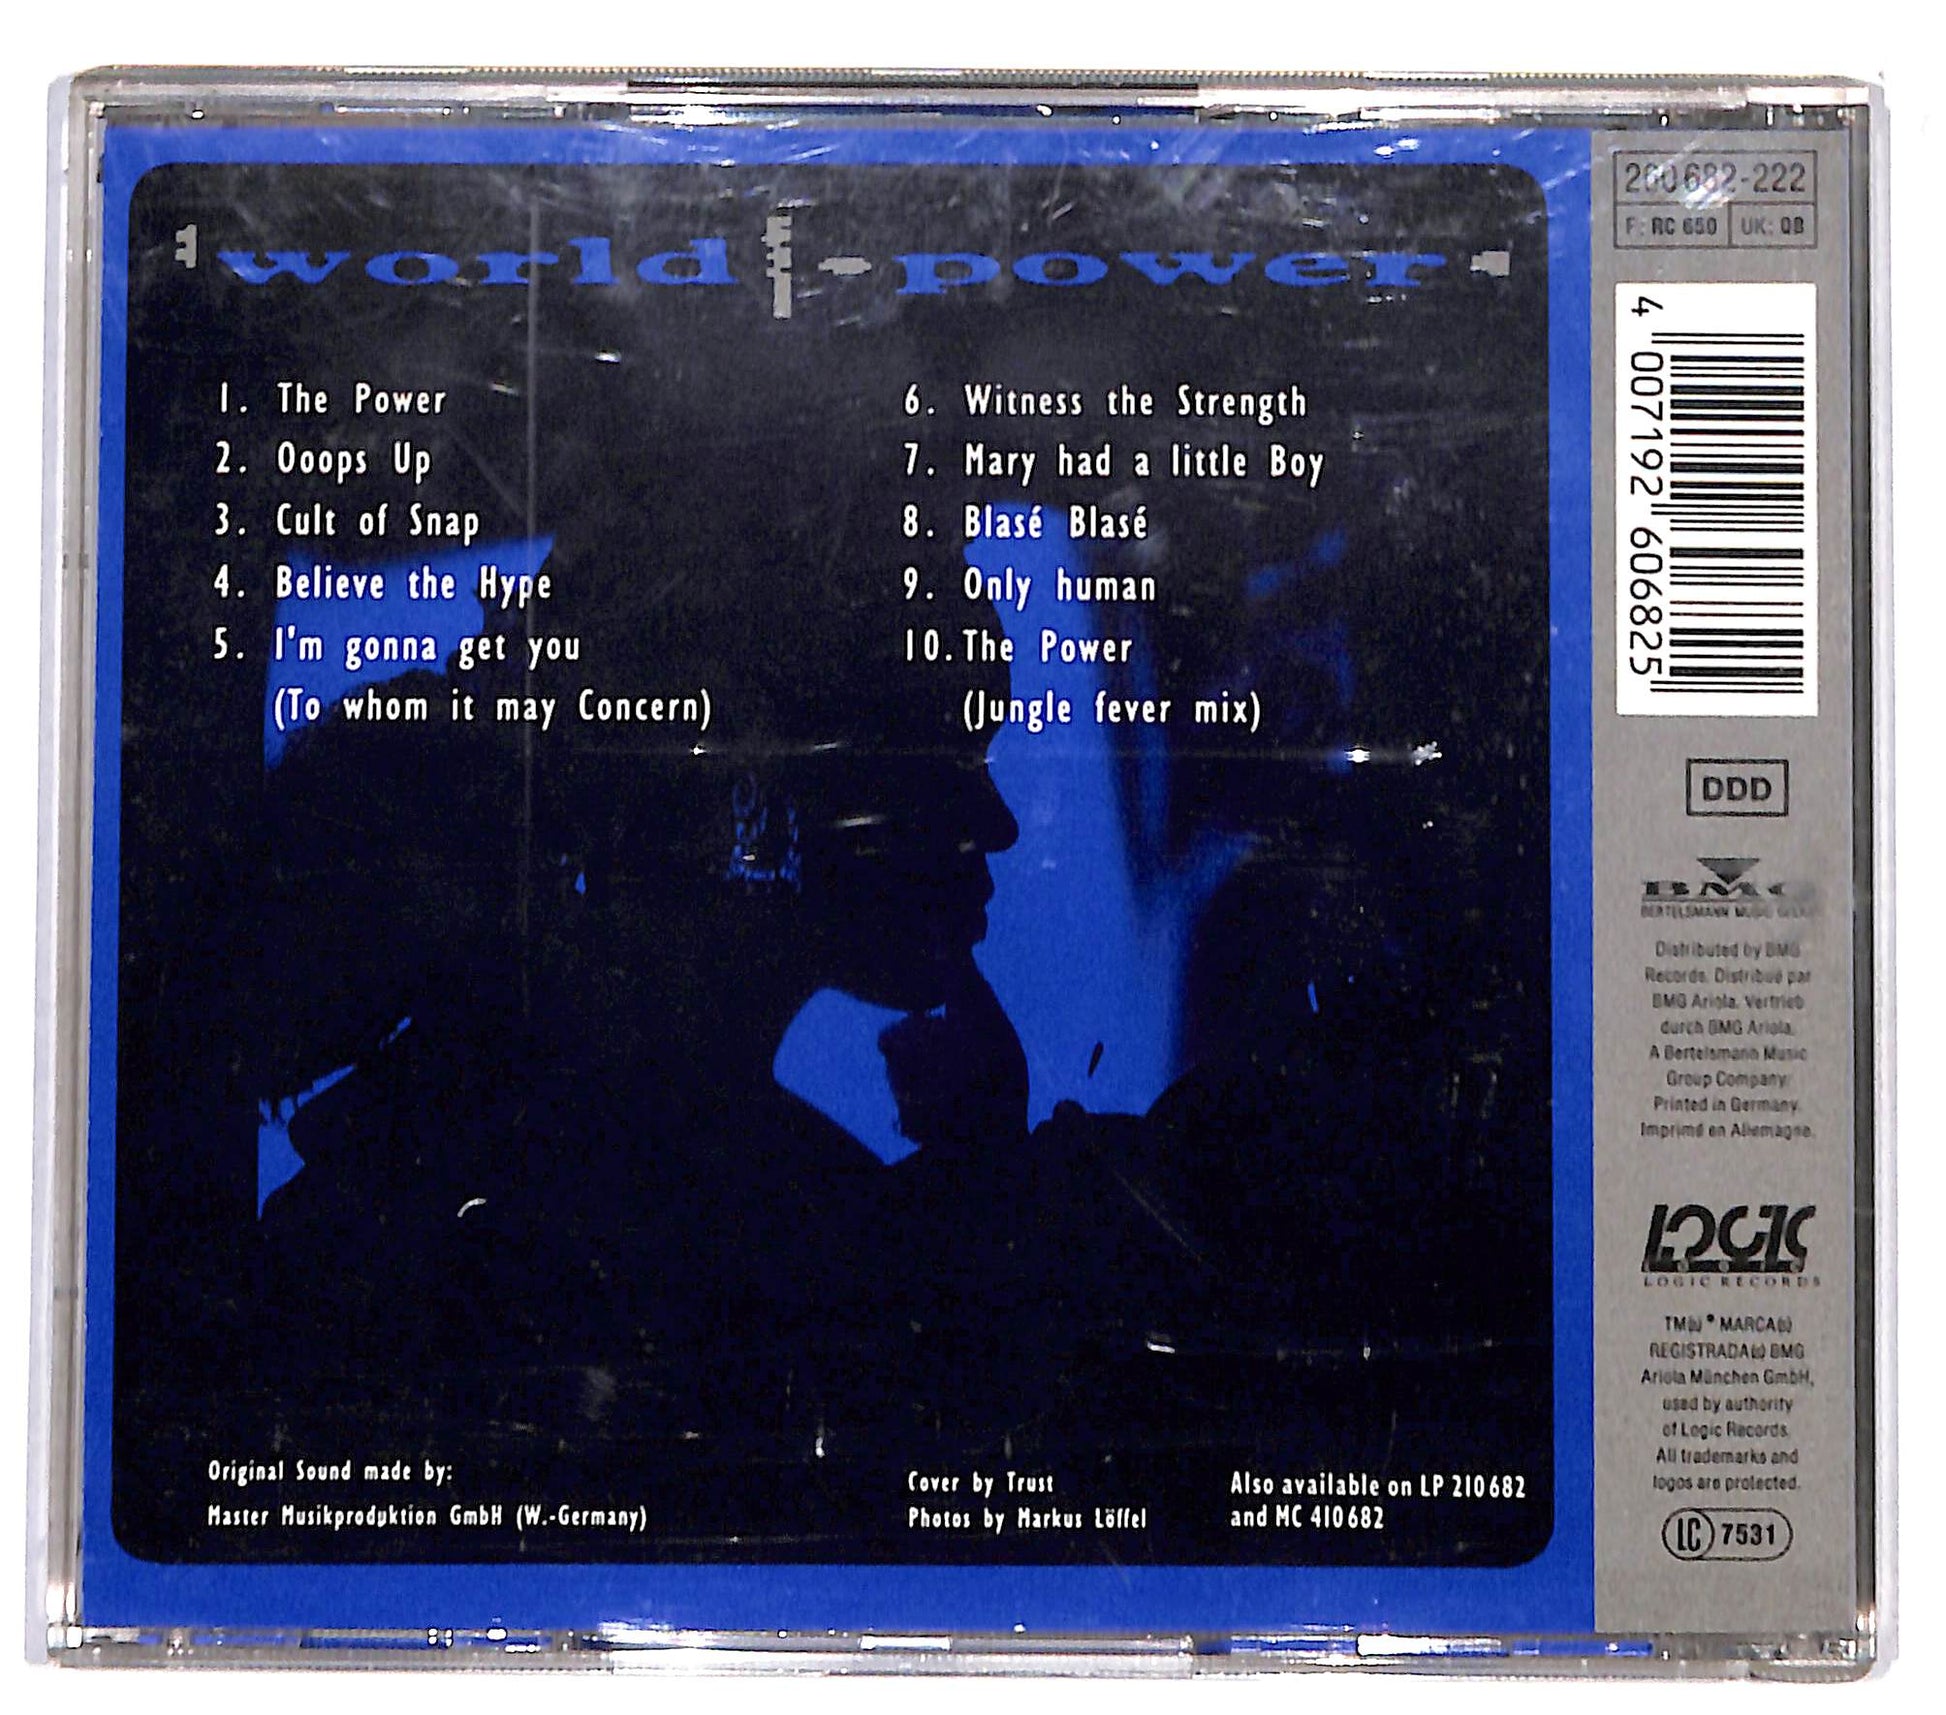 world - power
1. The Power
2. Ooops Up
3. Cult of Snap
4. Believe the Hype
5. I'm gonna get you
(To whom it may Concern)
6. Witness the Strength
7. Mary had a little Boy
8. Blasé Blasé
9. Only human
10. The Power
(Jungle fever mix)
Original Sound made by:
Master Musikproduktion GmbH (W.-Germany)
Cover by Trust
Photos by Markus Löffel
Also available on LP 210682
and MC 410682
260682-222
F: RC 650 UK: QB
4 007192 606825
DDD
BMG
BERTELSMANN MUSIC GROUP
Distributed by BMG
Records. Distribué par
BMG Ariola. Vertrieb
durch BMG Ariola.
A Bertelsmann Music
Group Company.
Printed in Germany.
Imprimé en Allemagne.
LOGIC
LOGIC RECORDS
TM(s) ® MARCA(s)
REGISTRADA(s) BMG
Ariola München GmbH,
used by authority
of Logic Records.
All trademarks and
logos are protected.
LC 7531